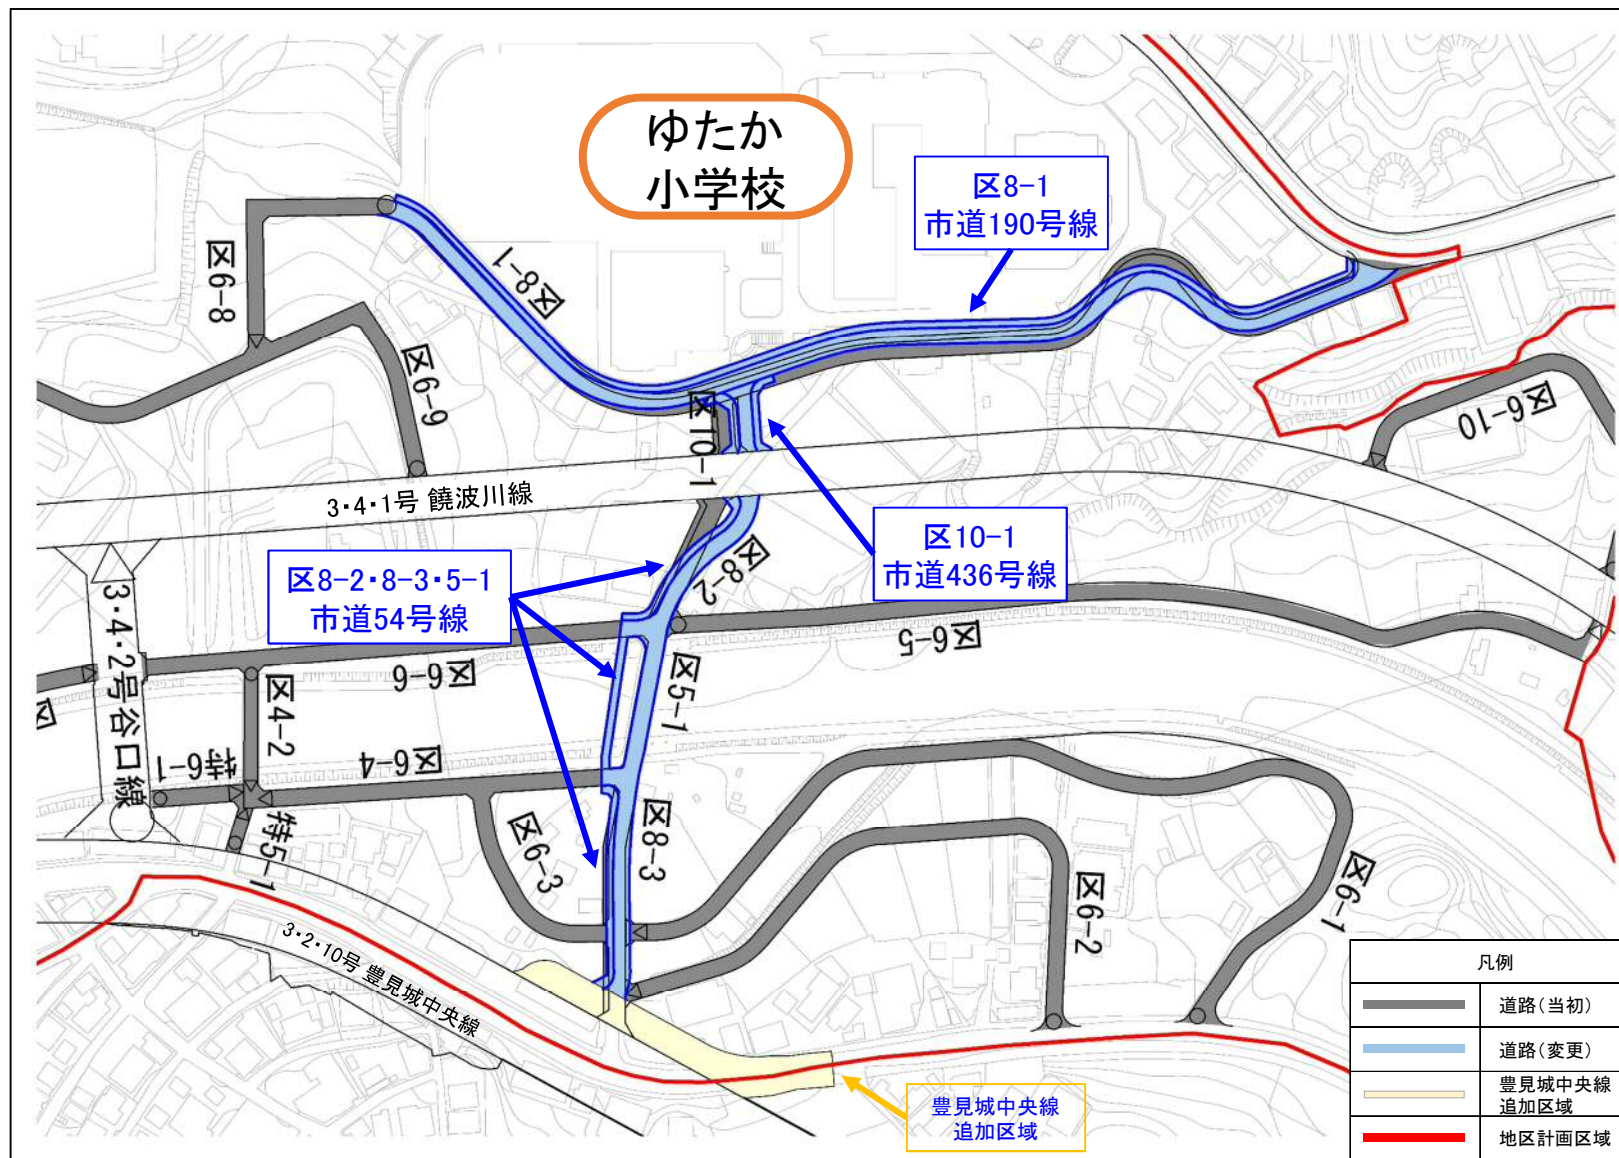 ゆたか
小学校
区8-1
市道190号線
区8-1
区6-8
区6-9
区10-1
区6-10
3・4・1号 饒波川線
区10-1
市道436号線
区8-2・8-3・5-1
市道54号線
区8-2
3・4・2号谷口線
区6-6
区6-5
区
区4-2
区5-1
特6-1
区6-4
特5-1
区6-3
区8-3
区6-2
区6-1
3・2・10号 豊見城中央線
豊見城中央線
追加区域
凡例
道路(当初)
道路(変更)
豊見城中央線
追加区域
地区計画区域